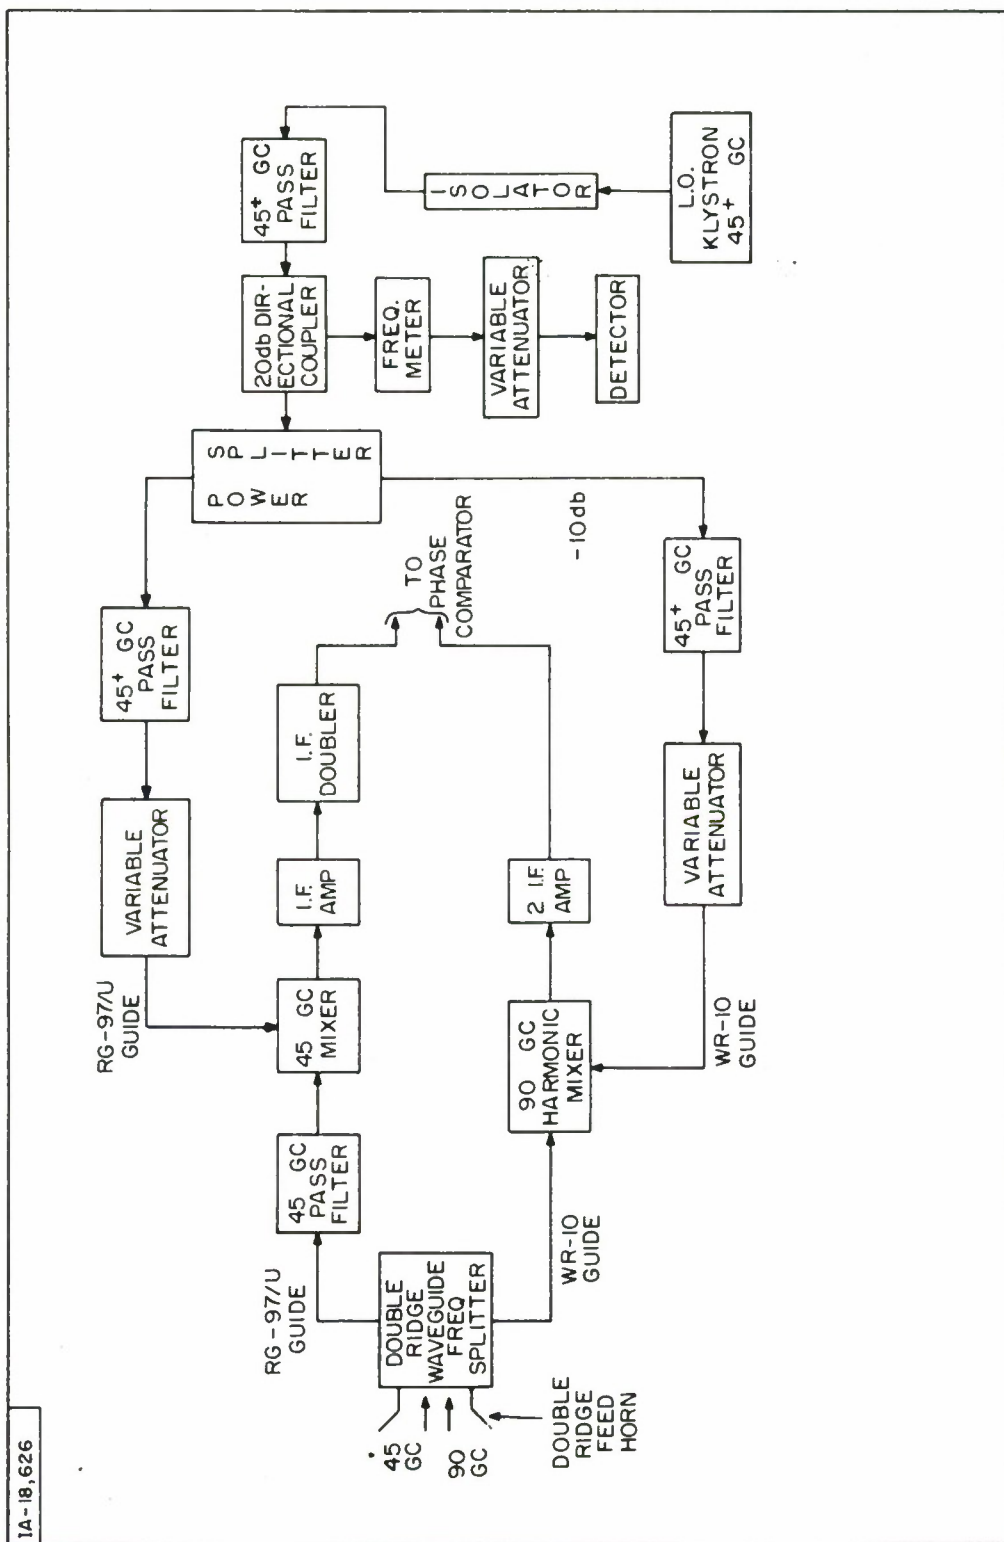 IA-18,626
RG-97/U
GUIDE
VARIABLE
ATTENUATOR
45+ GC
PASS
FILTER
45+ GC
PASS
FILTER
RG-97/U
GUIDE
45 GC
PASS
FILTER
45 GC
MIXER
I.F.
AMP
I.F.
DOUBLER
POWER
SPLITTER
20db DIR-
ECTIONAL
COUPLER
45
GC
90
GC
DOUBLE
RIDGE
WAVEGUIDE
FREQ
SPLITTER
TO
PHASE
COMPARATOR
FREQ.
METER
ISOLATOR
DOUBLE
RIDGE
FEED
HORN
WR-10
GUIDE
90 GC
HARMONIC
MIXER
2 I.F.
AMP
-10db
VARIABLE
ATTENUATOR
DETECTOR
WR-10
GUIDE
VARIABLE
ATTENUATOR
45+ GC
PASS
FILTER
L.O.
KLYSTRON
45+ GC